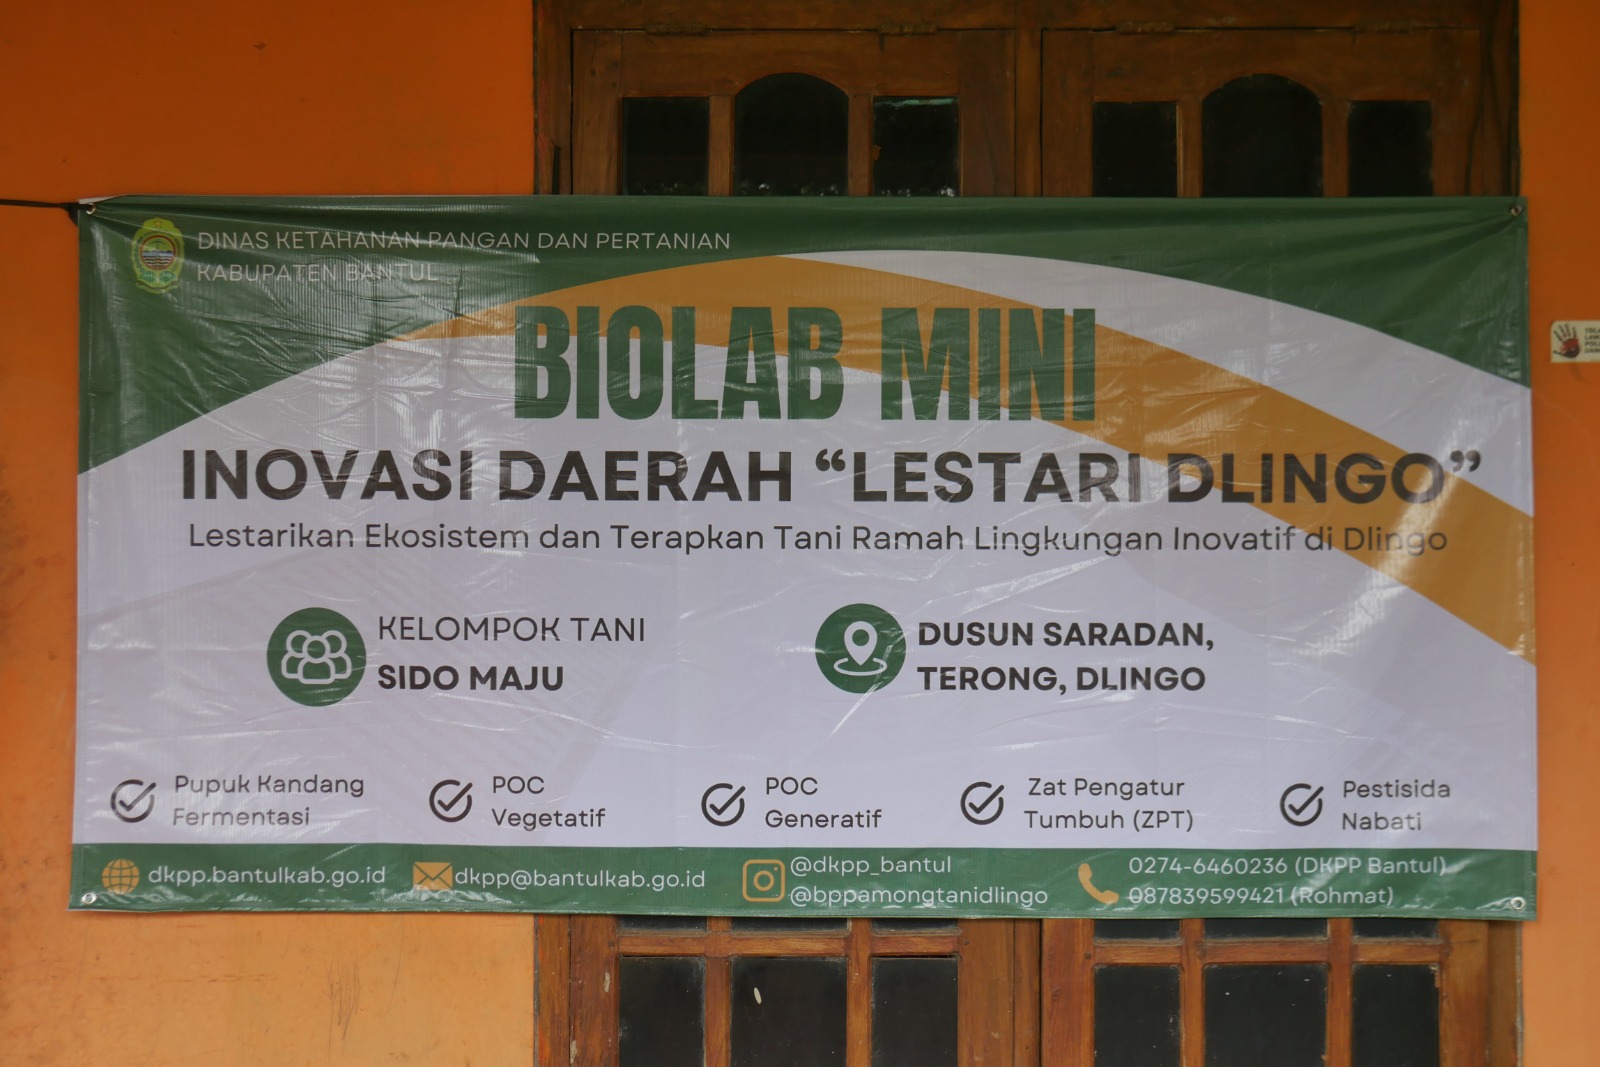 DINAS KETAHANAN PANGAN DAN PERTANIAN
KABUPATEN BANTUL
BIOLAB MINI
INOVASI DAERAH “LESTARI DLINGO”
Lestarikan Ekosistem dan Terapkan Tani Ramah Lingkungan Inovatif di Dlingo
KELOMPOK TANI
SIDO MAJU
DUSUN SARADAN,
TERONG, DLINGO
Pupuk Kandang
Fermentasi
POC
Vegetatif
POC
Generatif
Zat Pengatur
Tumbuh (ZPT)
Pestisida
Nabati
dkpp.bantulkab.go.id
dkpp@bantulkab.go.id
@dkpp_bantul
@bppamongtanidlingo
0274-6460236 (DKPP Bantul)
087839599421 (Rohmat)